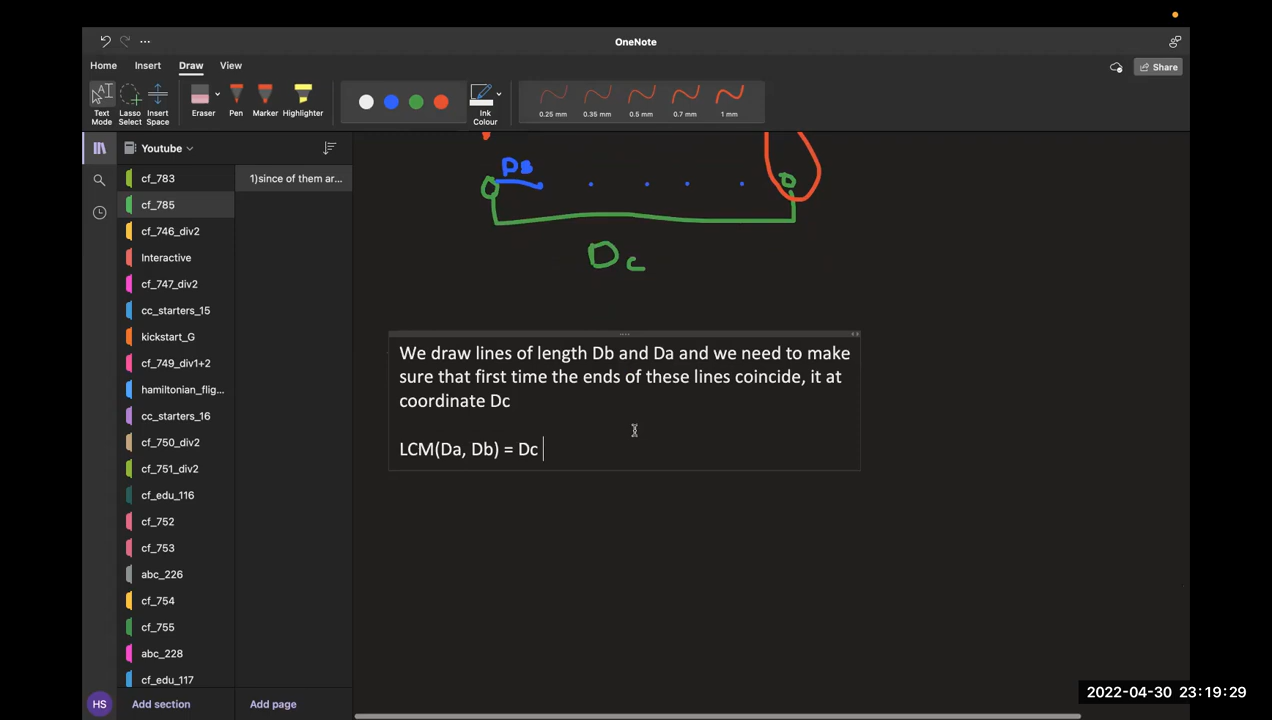 OneNote
Home Insert Draw View
Share
Text Mode
Lasso Select
Insert Space
Eraser
Pen
Marker
Highlighter
Ink Colour
0.25 mm 0.35 mm 0.5 mm 0.7 mm 1 mm
Youtube
cf_783
cf_785
cf_746_div2
Interactive
cf_747_div2
cc_starters_15
kickstart_G
cf_749_div1+2
hamiltonian_flig...
cc_starters_16
cf_750_div2
cf_751_div2
cf_edu_116
cf_752
cf_753
abc_226
cf_754
cf_755
abc_228
cf_edu_117
HS
Add section
1)since of them ar...
Add page
DB
Dc
We draw lines of length Db and Da and we need to make
sure that first time the ends of these lines coincide, it at
coordinate Dc
LCM(Da, Db) = Dc
2022-04-30 23:19:29